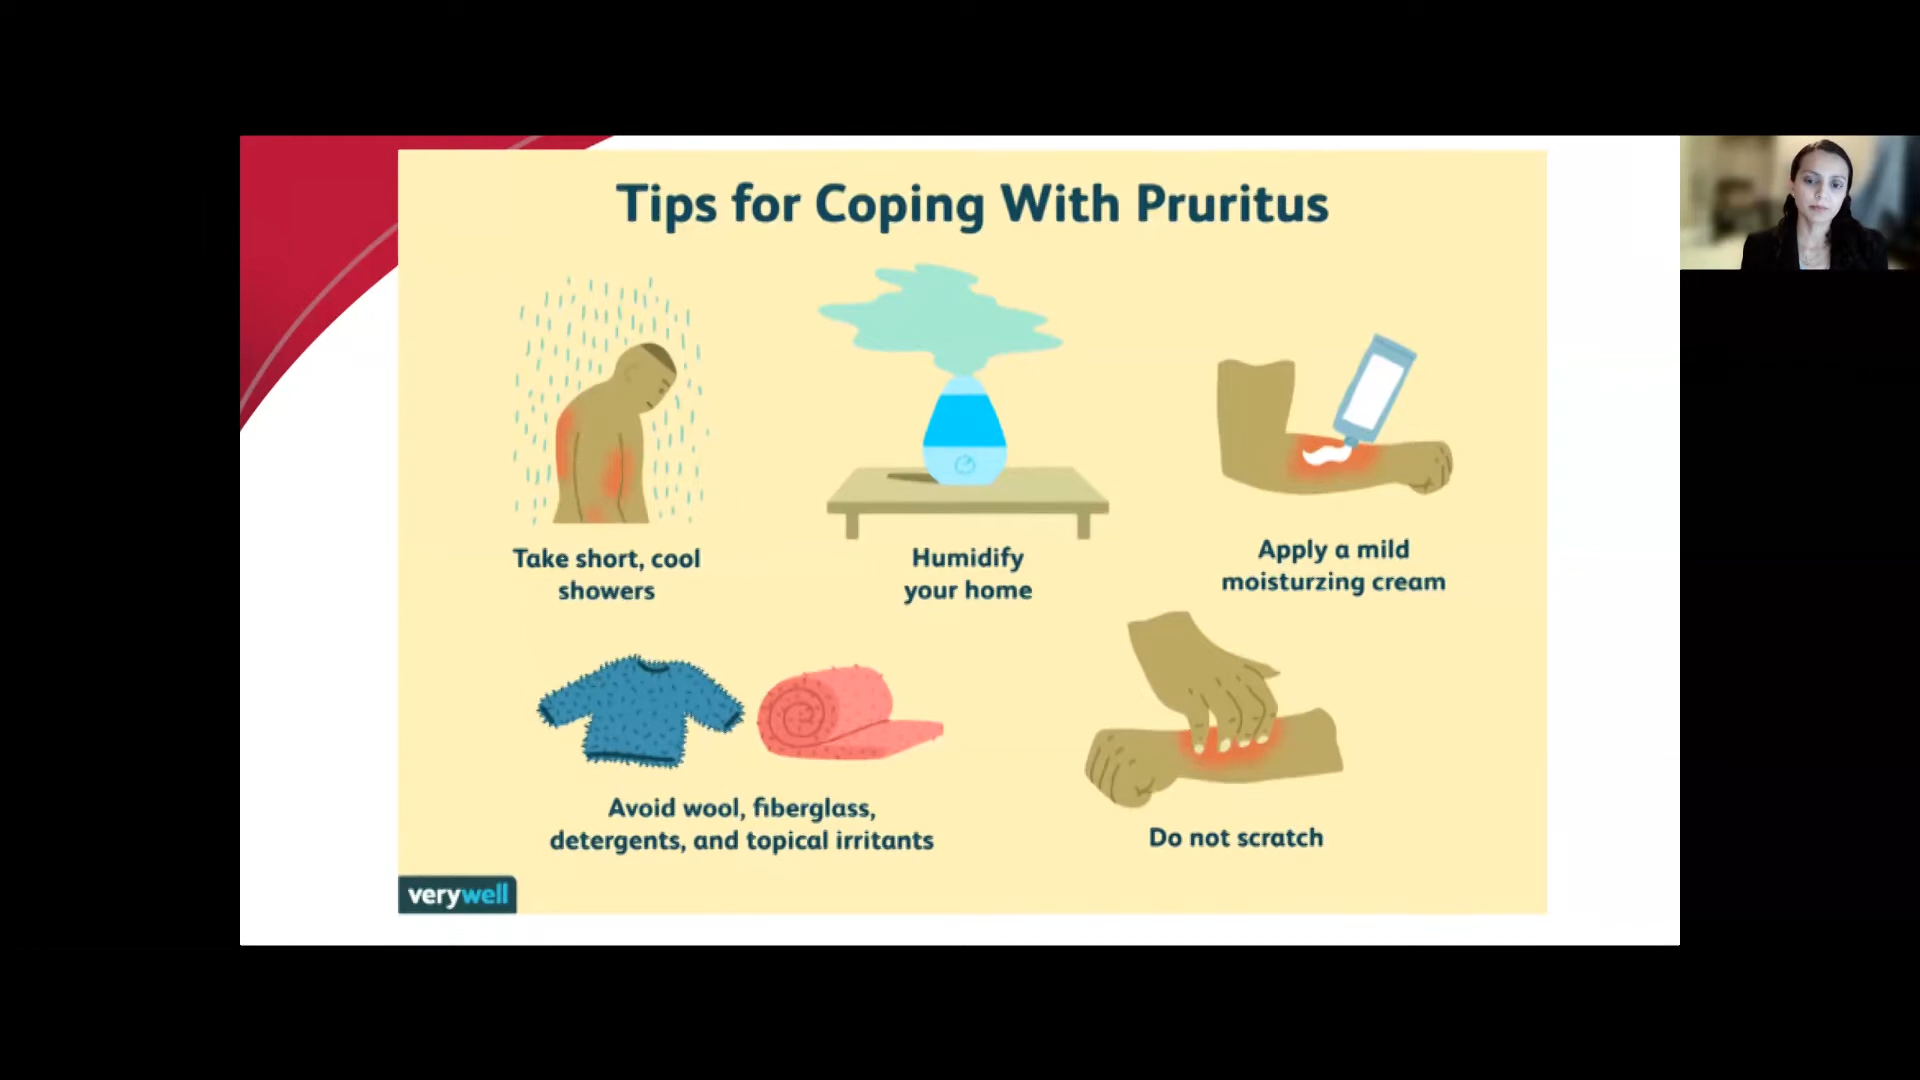 Tips for Coping With Pruritus
Take short, cool
showers
Humidify
your home
Apply a mild
moisturzing cream
Avoid wool, fiberglass,
detergents, and topical irritants
Do not scratch
verywell